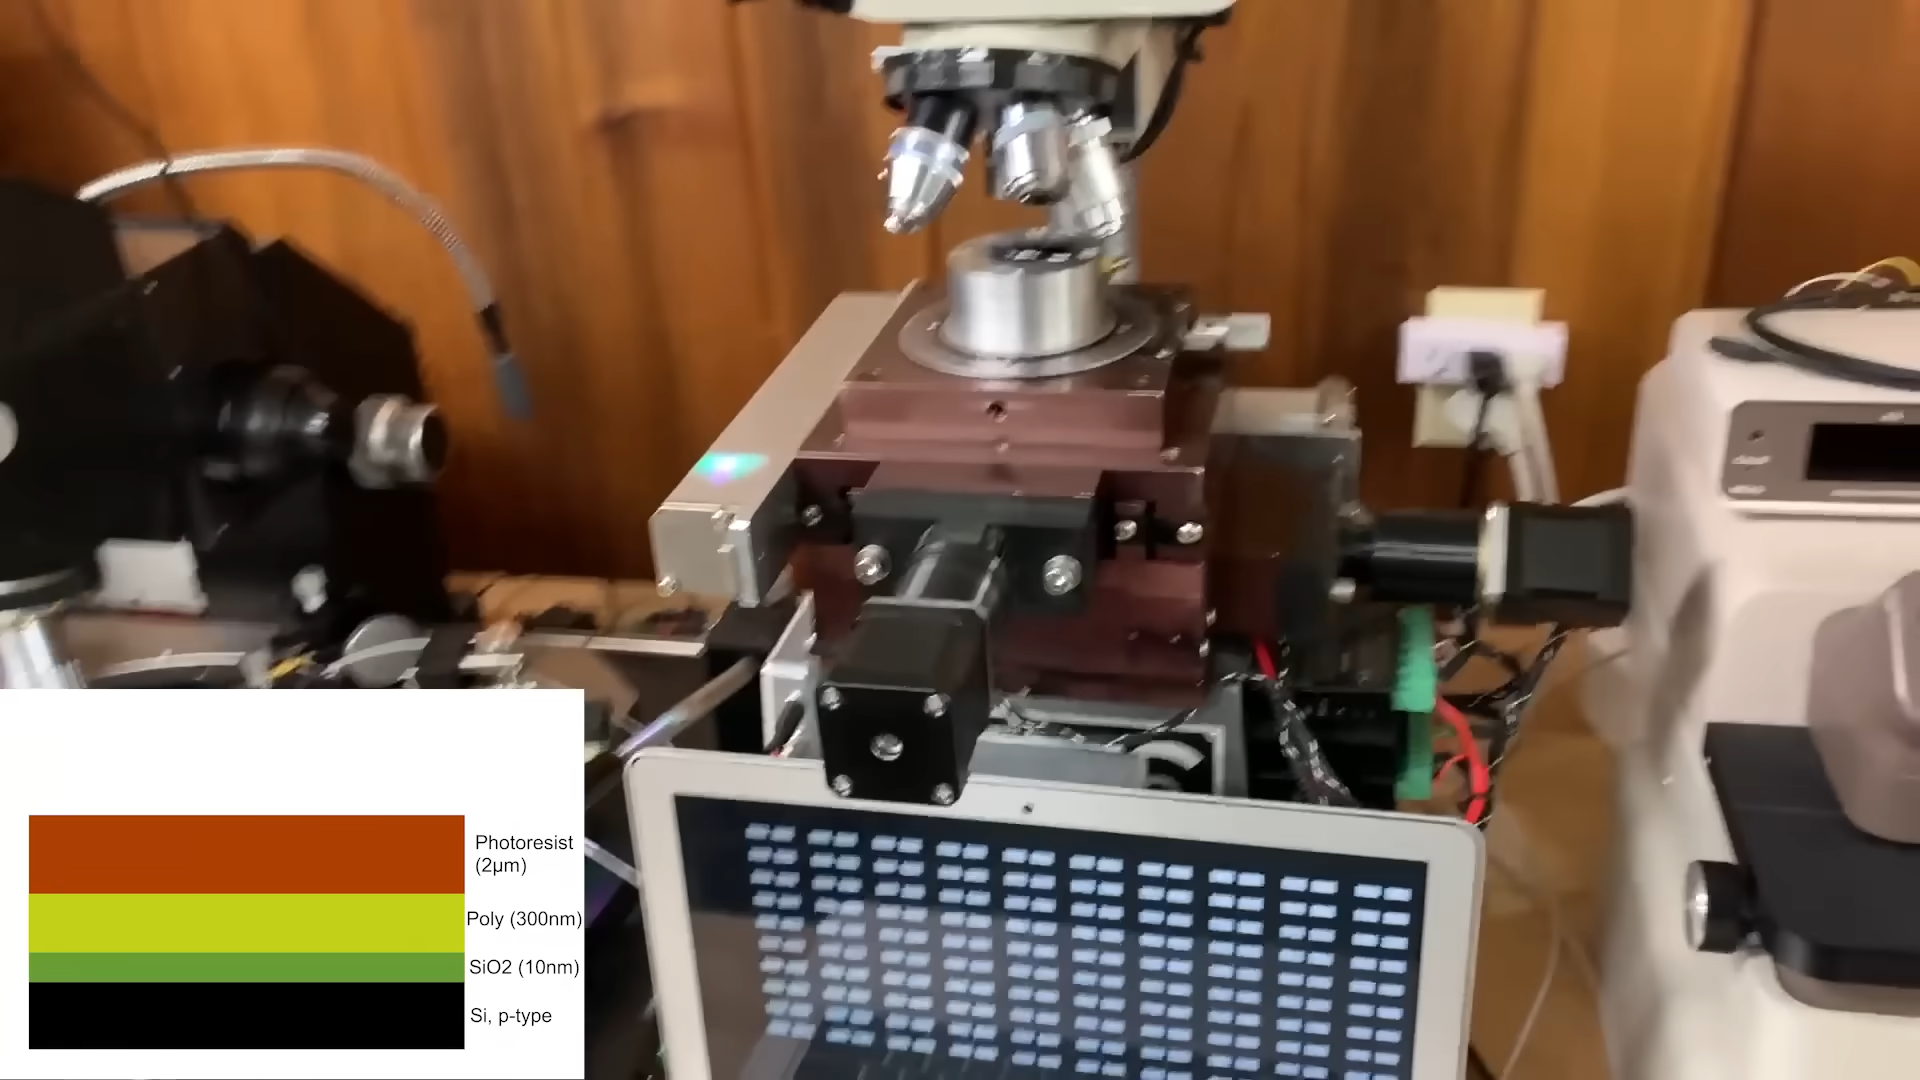 Photoresist
(2µm)
Poly (300nm)
SiO2 (10nm)
Si, p-type